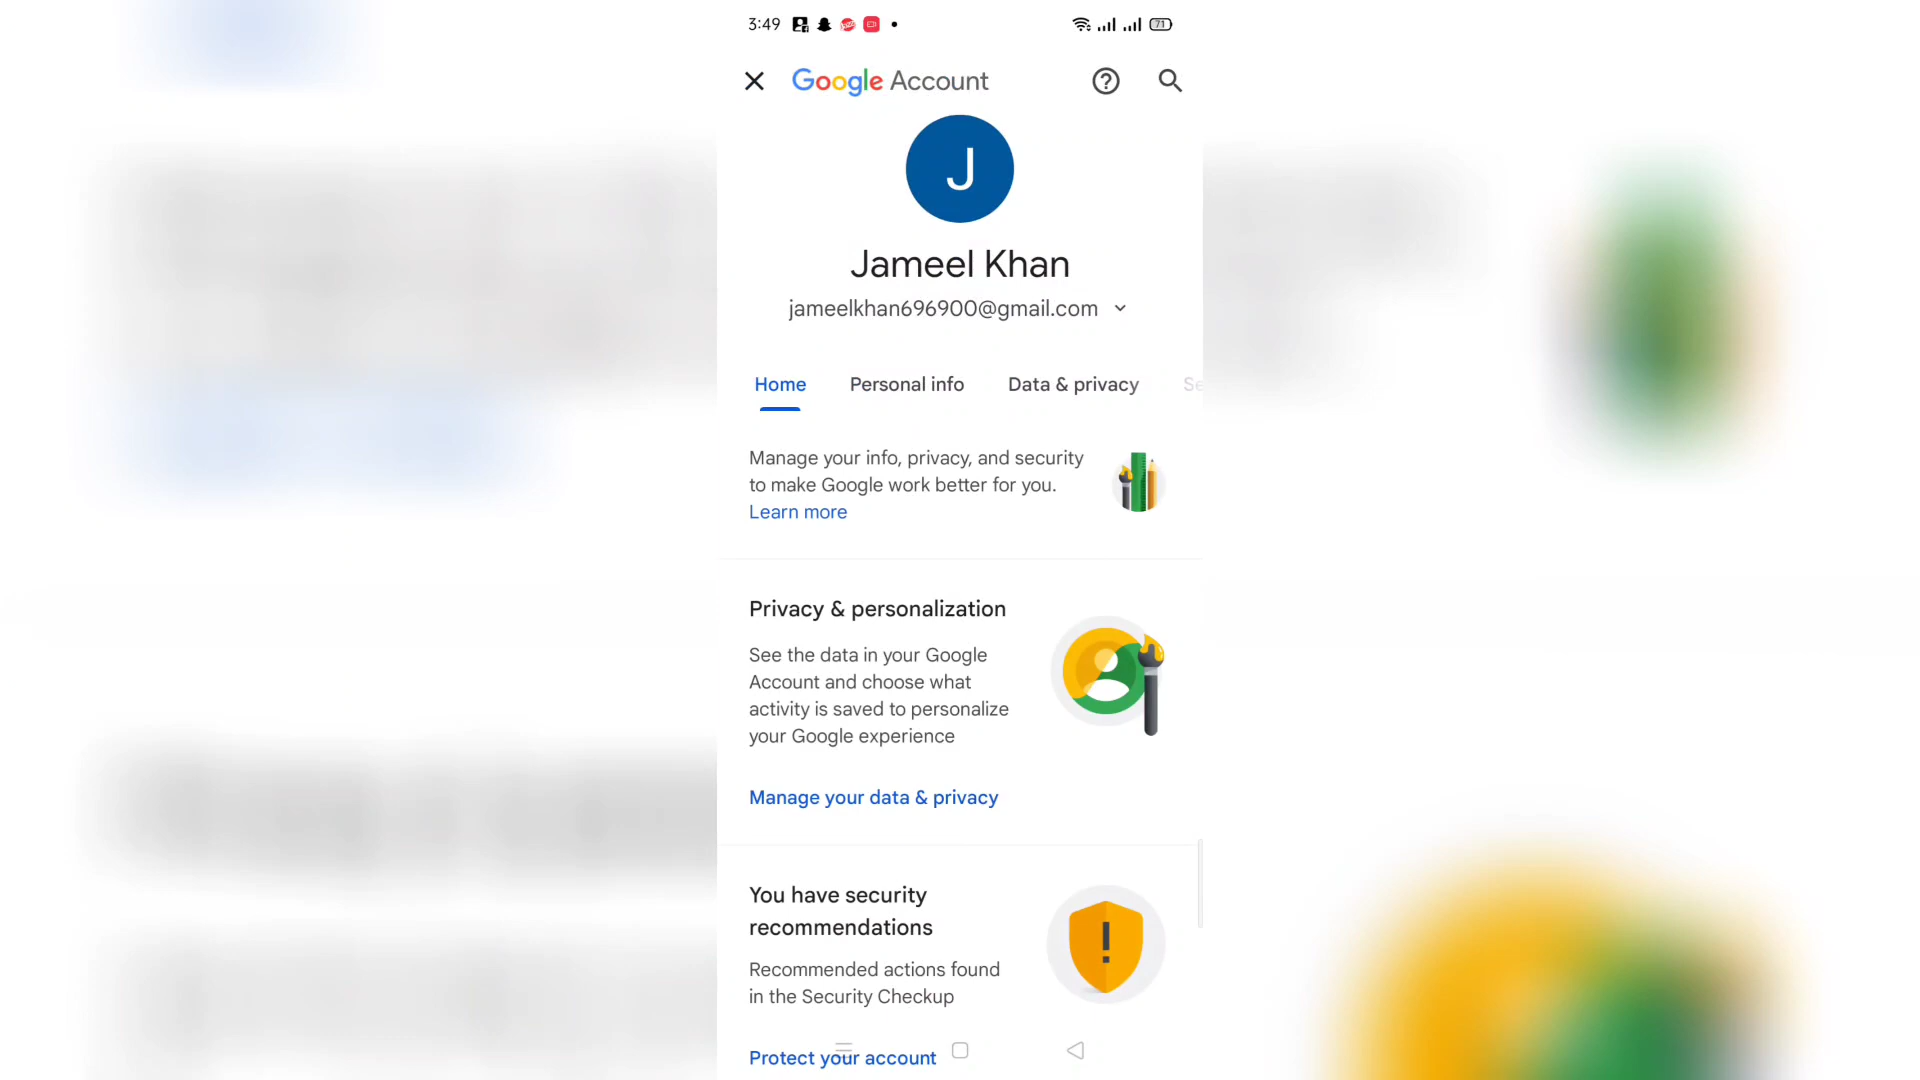 3:49
71
Google Account
J
Jameel Khan
jameelkhan696900@gmail.com
Home Personal info Data & privacy Se
Manage your info, privacy, and security
to make Google work better for you.
Learn more
Privacy & personalization
See the data in your Google
Account and choose what
activity is saved to personalize
your Google experience
Manage your data & privacy
You have security
recommendations
Recommended actions found
in the Security Checkup
Protect your account